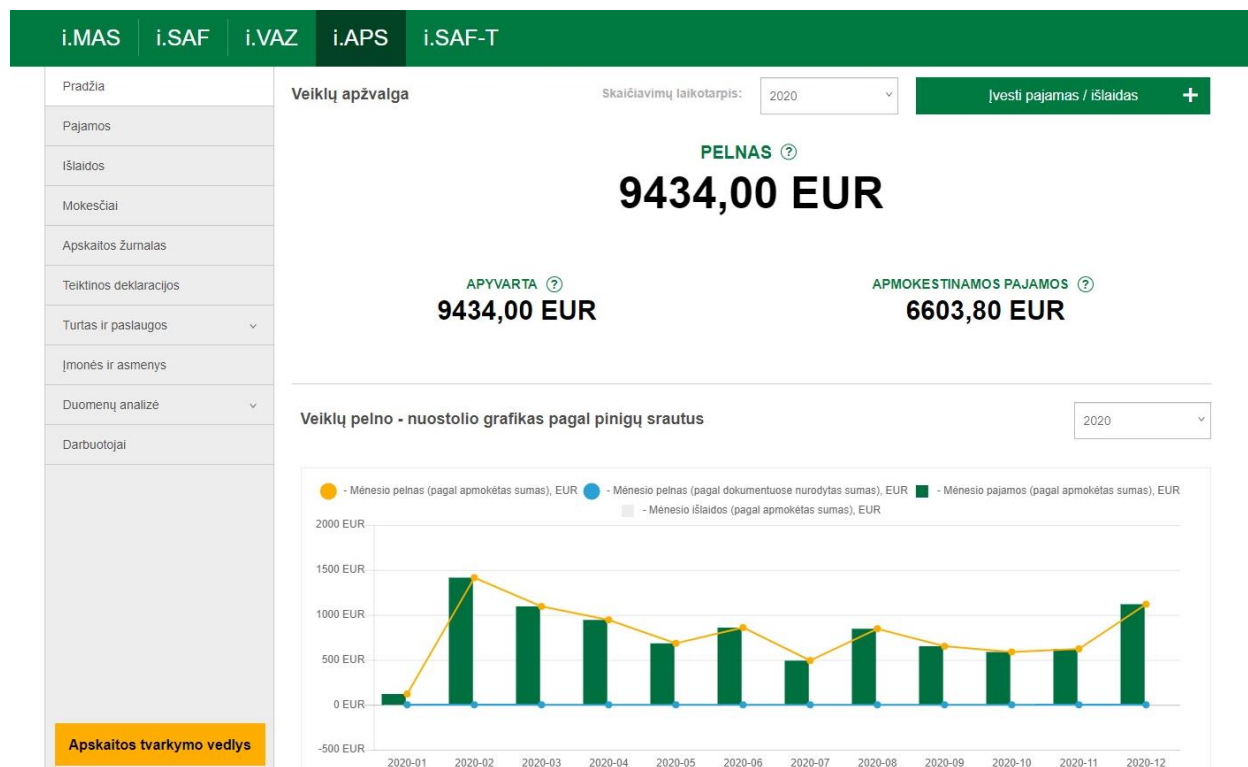 i.MAS i.SAF i.VAZ i.APS i.SAF-T
Pradžia
Pajamos
Išlaidos
Mokesčiai
Apskaitos žurnalas
Teiktinos deklaracijos
Turtas ir paslaugos
Įmonės ir asmenys
Duomenų analizė
Darbuotojai
Apskaitos tvarkymo vedlys
Veiklų apžvalga
Skaičiavimų laikotarpis: 2020
Įvesti pajamas / išlaidas +
PELNAS ?
9434,00 EUR
APYVARTA ?
9434,00 EUR
APMOKESTINAMOS PAJAMOS ?
6603,80 EUR
Veiklų pelno - nuostolio grafikas pagal pinigų srautus
2020
- Mėnesio pelnas (pagal apmokėtas sumas), EUR - Mėnesio pelnas (pagal dokumentuose nurodytas sumas), EUR - Mėnesio pajamos (pagal apmokėtas sumas), EUR
- Mėnesio išlaidos (pagal apmokėtas sumas), EUR
2000 EUR
1500 EUR
1000 EUR
500 EUR
0 EUR
-500 EUR
2020-01 2020-02 2020-03 2020-04 2020-05 2020-06 2020-07 2020-08 2020-09 2020-10 2020-11 2020-12